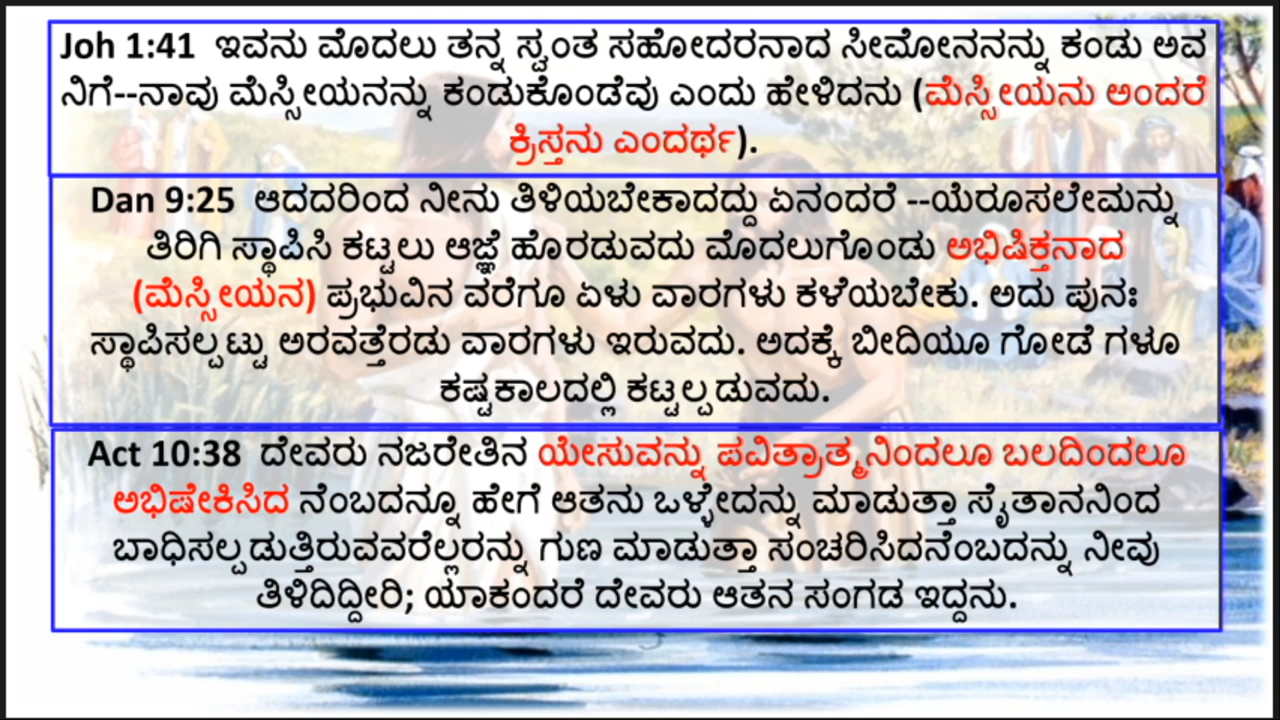 Joh 1:41 ಇವನು ಮೊದಲು ತನ್ನ ಸ್ವಂತ ಸಹೋದರನಾದ ಸೀಮೋನನನ್ನು ಕಂಡು ಅವ
ನಿಗೆ--ನಾವು ಮೆಸ್ಸೀಯನನ್ನು ಕಂಡುಕೊಂಡೆವು ಎಂದು ಹೇಳಿದನು (ಮೆಸ್ಸೀಯನು ಅಂದರೆ
ಕ್ರಿಸ್ತನು ಎಂದರ್ಥ).
Dan 9:25 ಆದದರಿಂದ ನೀನು ತಿಳಿಯಬೇಕಾದದ್ದು ಏನಂದರೆ --ಯೆರೂಸಲೇಮನ್ನು
ತಿರಿಗಿ ಸ್ಥಾಪಿಸಿ ಕಟ್ಟಲು ಆಜ್ಞೆ ಹೊರಡುವದು ಮೊದಲುಗೊಂಡು ಅಭಿಷಿಕ್ತನಾದ
(ಮೆಸ್ಸೀಯನ) ಪ್ರಭುವಿನ ವರೆಗೂ ಏಳು ವಾರಗಳು ಕಳೆಯಬೇಕು. ಅದು ಪುನಃ
ಸ್ಥಾಪಿಸಲ್ಪಟ್ಟು ಅರವತ್ತೆರಡು ವಾರಗಳು ಇರುವದು. ಅದಕ್ಕೆ ಬೀದಿಯೂ ಗೋಡೆ ಗಳೂ
ಕಷ್ಟಕಾಲದಲ್ಲಿ ಕಟ್ಟಲ್ಪಡುವದು.
Act 10:38 ದೇವರು ನಜರೇತಿನ ಯೇಸುವನ್ನು ಪವಿತ್ರಾತ್ಮನಿಂದಲೂ ಬಲದಿಂದಲೂ
ಅಭಿಷೇಕಿಸಿದ ನೆಂಬದನ್ನೂ ಹೇಗೆ ಆತನು ಒಳ್ಳೇದನ್ನು ಮಾಡುತ್ತಾ ಸೈತಾನನಿಂದ
ಬಾಧಿಸಲ್ಪಡುತ್ತಿರುವವರೆಲ್ಲರನ್ನು ಗುಣ ಮಾಡುತ್ತಾ ಸಂಚರಿಸಿದನೆಂಬದನ್ನು ನೀವು
ತಿಳಿದಿದ್ದೀರಿ; ಯಾಕಂದರೆ ದೇವರು ಆತನ ಸಂಗಡ ಇದ್ದನು.